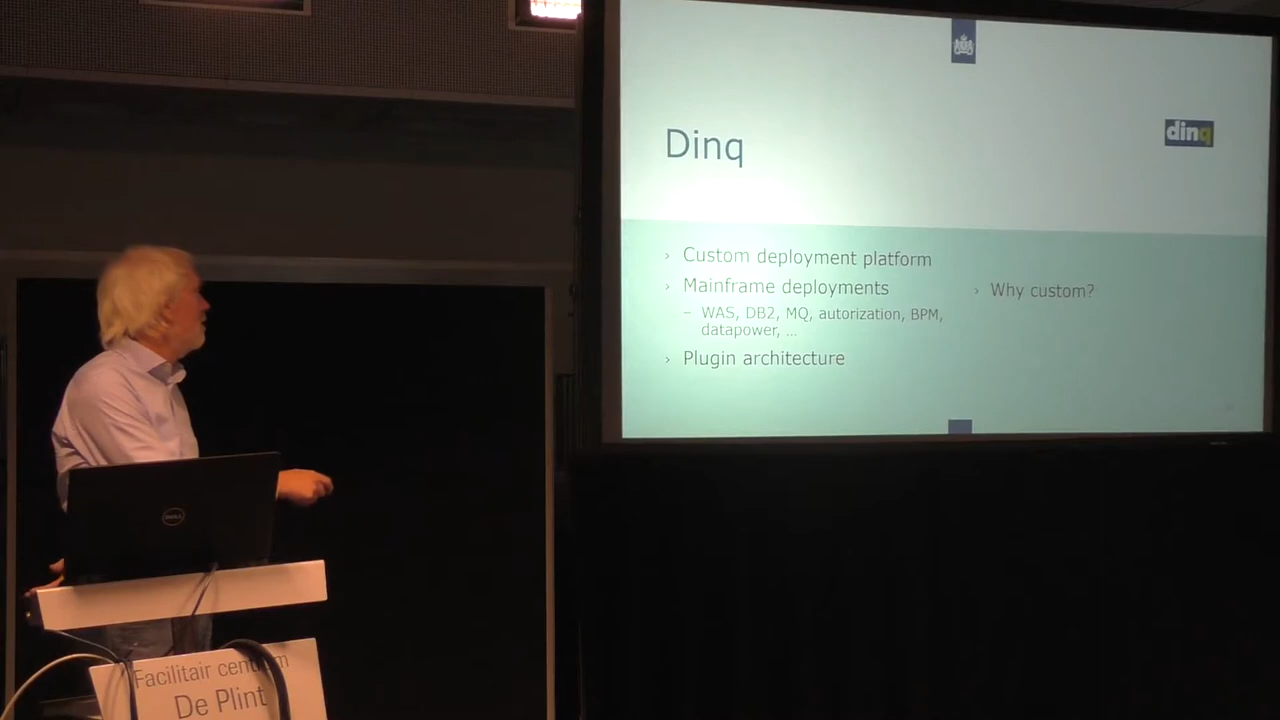 Dinq
dinq
› Custom deployment platform
› Mainframe deployments
– WAS, DB2, MQ, autorization, BPM,
datapower, ...
› Plugin architecture
› Why custom?
DELL
Facilitair centrum
De Plint